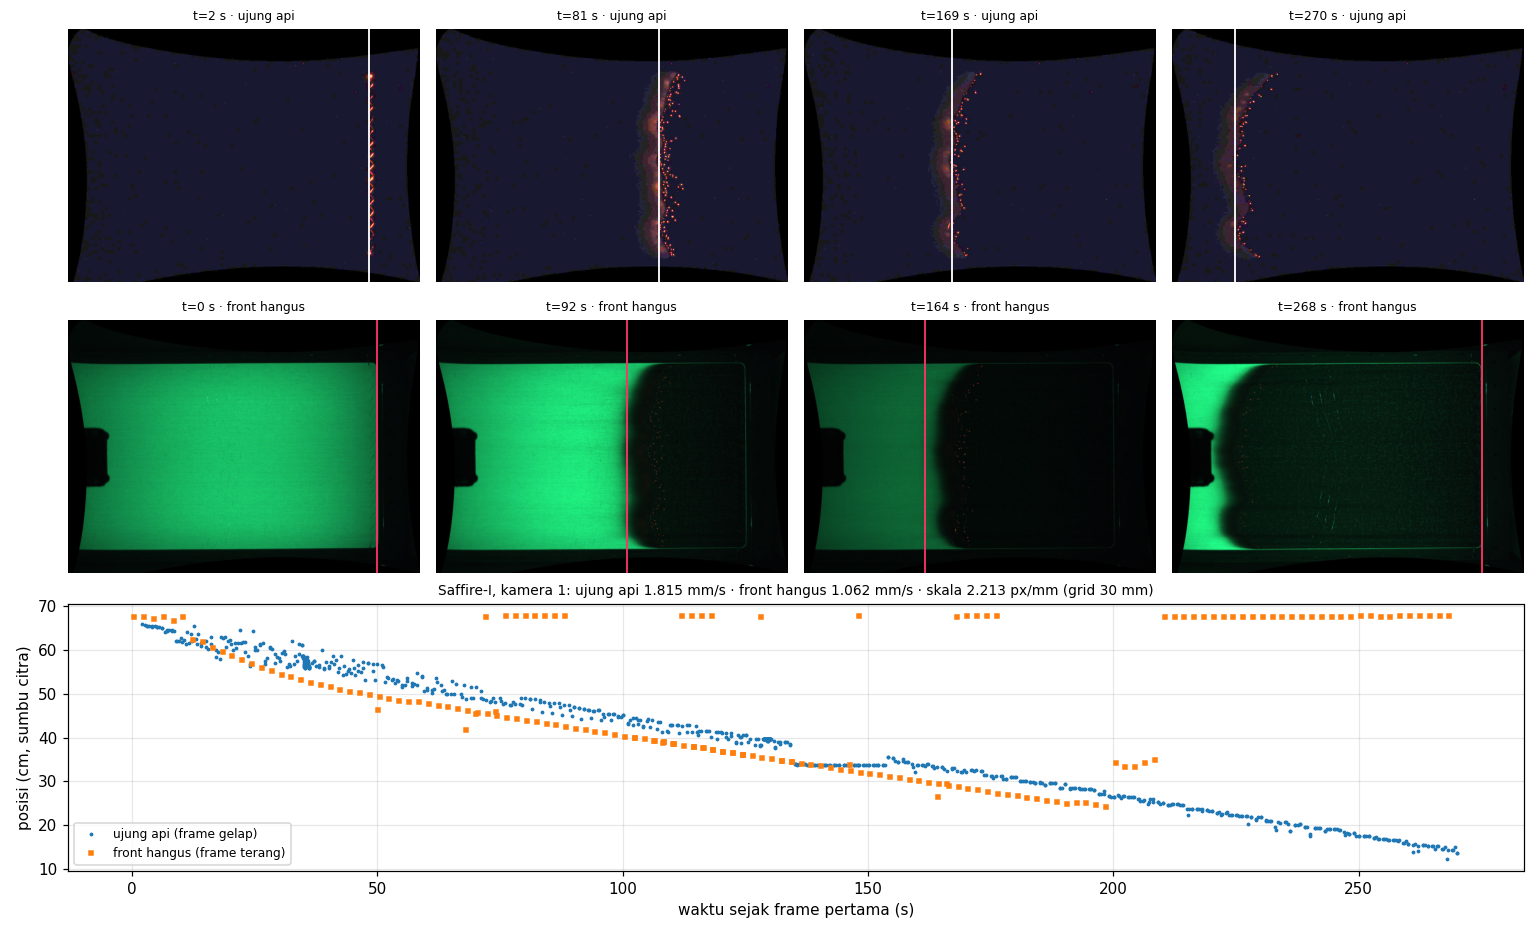 t=2 s · ujung api
t=81 s · ujung api
t=169 s · ujung api
t=270 s · ujung api
t=0 s · front hangus
t=92 s · front hangus
t=164 s · front hangus
t=268 s · front hangus
Saffire-I, kamera 1: ujung api 1.815 mm/s · front hangus 1.062 mm/s · skala 2.213 px/mm (grid 30 mm)
posisi (cm, sumbu citra)
70
60
50
40
30
20
10
ujung api (frame gelap)
front hangus (frame terang)
0
50
100
150
200
250
waktu sejak frame pertama (s)